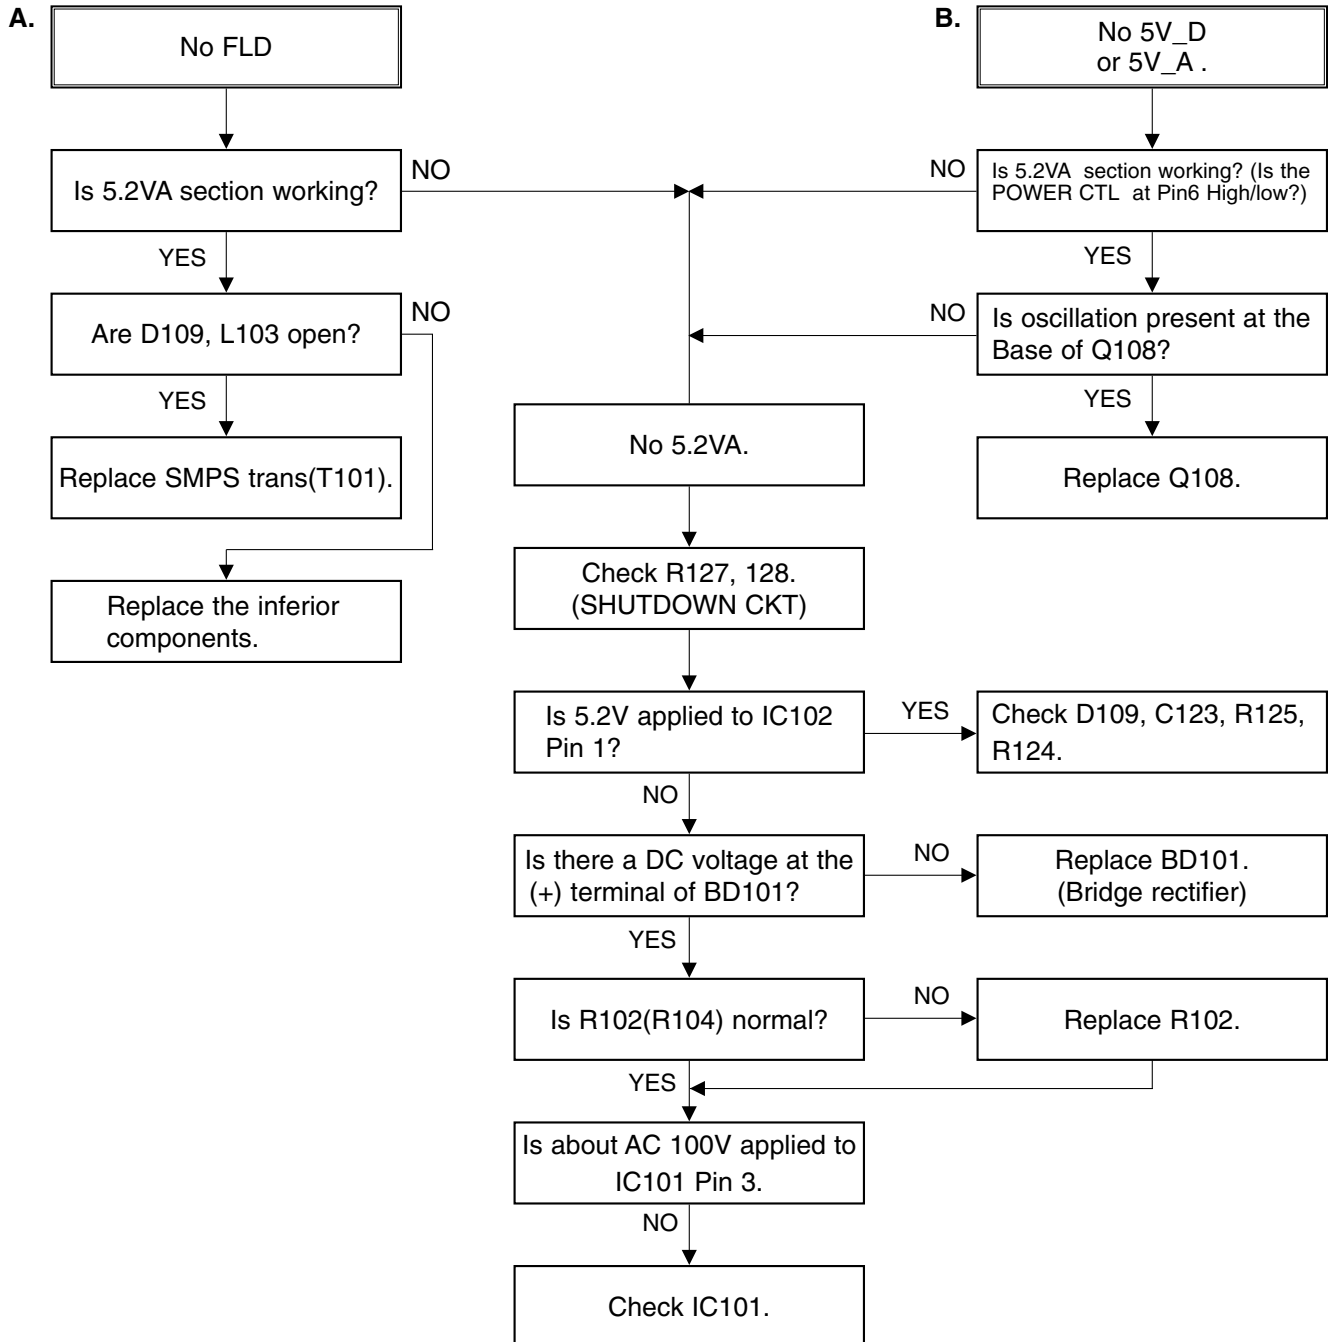 A.
No FLD
Is 5.2VA section working?
NO
YES
Are D109, L103 open?
NO
YES
Replace SMPS trans(T101).
Replace the inferior
components.
B.
No 5V_D
or 5V_A .
Is 5.2VA section working? (Is the
POWER CTL at Pin6 High/low?)
NO
YES
Is oscillation present at the
Base of Q108?
NO
YES
Replace Q108.
No 5.2VA.
Check R127, 128.
(SHUTDOWN CKT)
Is 5.2V applied to IC102
Pin 1?
YES
Check D109, C123, R125,
R124.
NO
Is there a DC voltage at the
(+) terminal of BD101?
NO
Replace BD101.
(Bridge rectifier)
YES
Is R102(R104) normal?
NO
Replace R102.
YES
Is about AC 100V applied to
IC101 Pin 3.
NO
Check IC101.